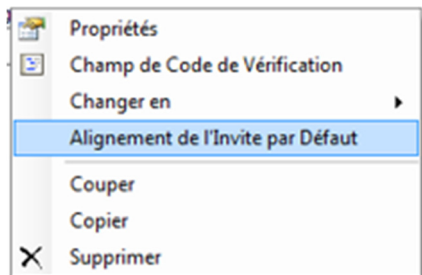 Propriétés
Champ de Code de Vérification
Changer en
Alignement de l'Invite par Défaut
Couper
Copier
Supprimer